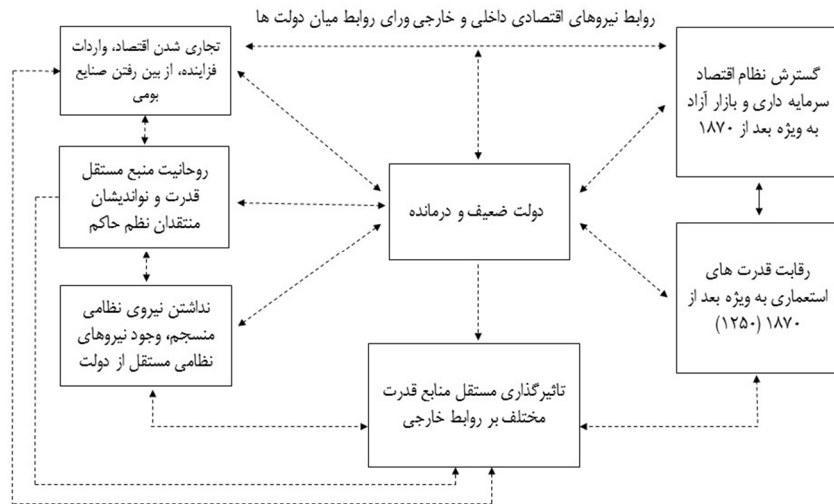 روابط نیروهای اقتصادی داخلی و خارجی ورای روابط میان دولت ها
گسترش نظام اقتصاد
سرمایه داری و بازار آزاد
به ویژه بعد از ۱۸۷۰
تجاری شدن اقتصاد، واردات
فزاینده، از بین رفتن صنایع
بومی
روحانیت منبع مستقل
قدرت و نواندیشان
منتقدان نظم حاکم
دولت ضعیف و درمانده
رقابت قدرت های
استعماری به ویژه بعد از
۱۸۷۰ (۱۲۵۰)
نداشتن نیروی نظامی
منسجم، وجود نیروهای
نظامی مستقل از دولت
تاثیرگذاری مستقل منابع قدرت
مختلف بر روابط خارجی